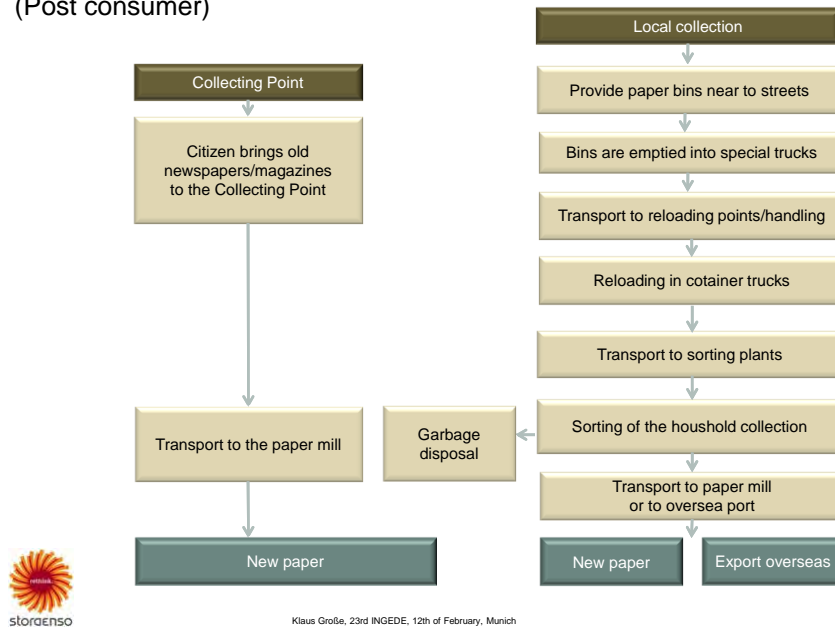 (Post consumer)
Collecting Point
Citizen brings old
newspapers/magazines
to the Collecting Point
Transport to the paper mill
New paper
Local collection
Provide paper bins near to streets
Bins are emptied into special trucks
Transport to reloading points/handling
Reloading in cotainer trucks
Transport to sorting plants
Sorting of the houshold collection
Garbage
disposal
Transport to paper mill
or to oversea port
New paper
Export overseas
rethink
storaenso
Klaus Große, 23rd INGEDE, 12th of February, Munich